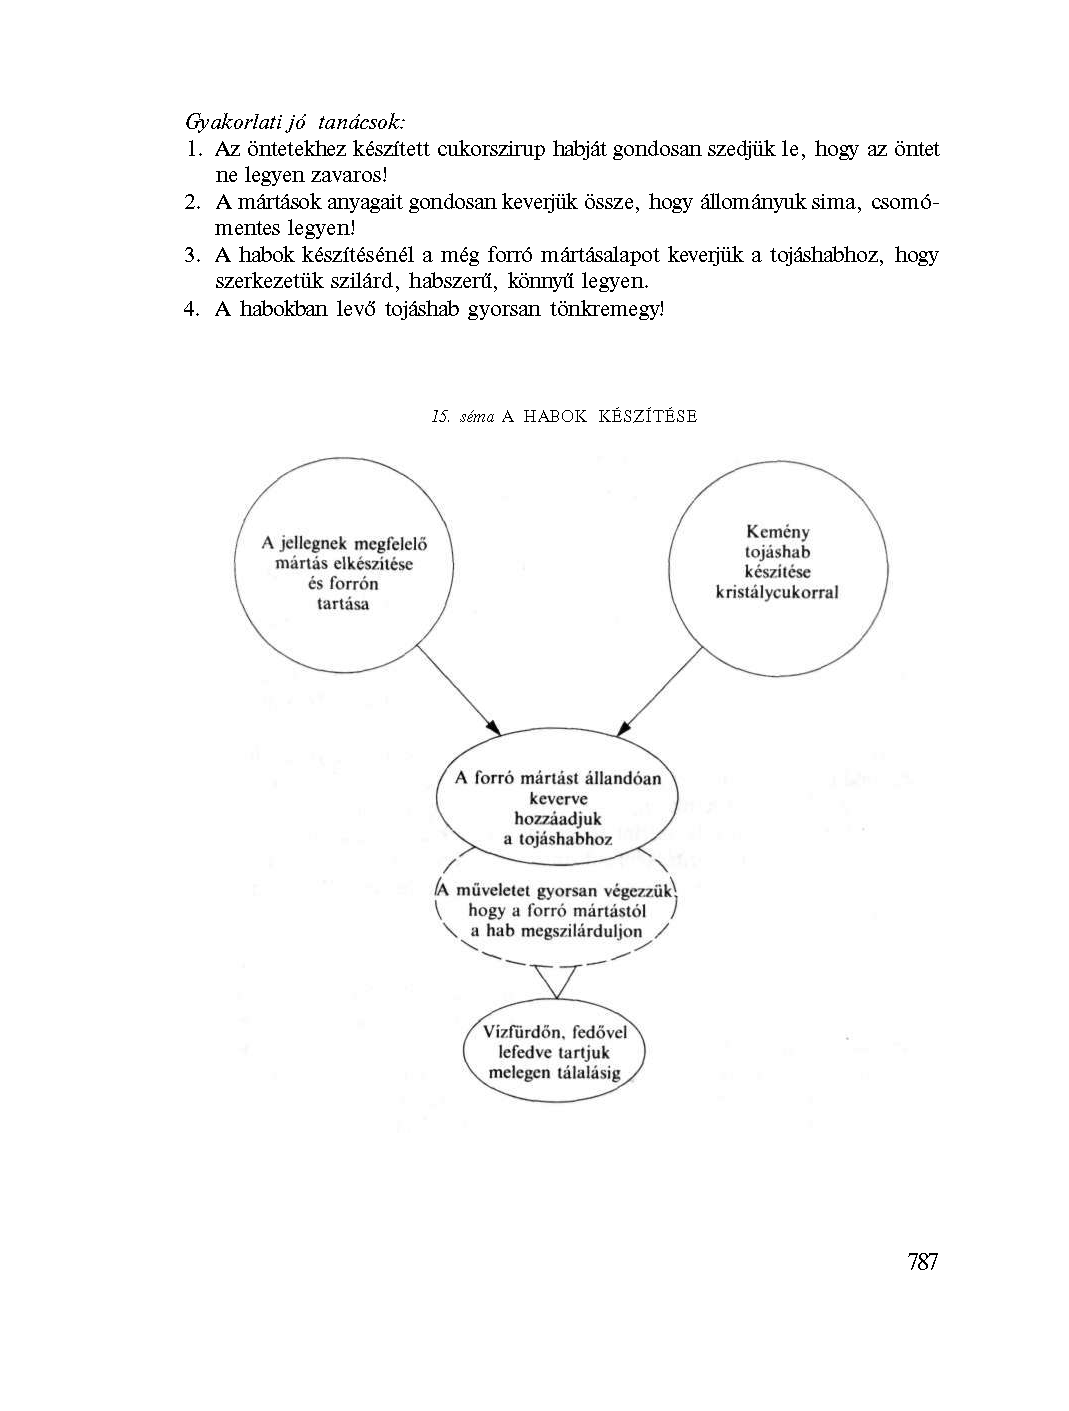 Gyakorlati jó tanácsok:
1. Az öntetekhez készített cukorszirup habját gondosan szedjük le, hogy az öntet
ne legyen zavaros!
2. A mártások anyagait gondosan keverjük össze, hogy állományuk sima, csomó-
mentes legyen!
3. A habok készítésénél a még forró mártásalapot keverjük a tojáshabhoz, hogy
szerkezetük szilárd, habszerű, könnyű legyen.
4. A habokban levő tojáshab gyorsan tönkremegy!
15. séma A HABOK KÉSZÍTÉSE
A jellegnek megfelelő
mártás elkészítése
és forrón
tartása
Kemény
tojáshab
készítése
kristálycukorral
A forró mártást állandóan
keverve
hozzáadjuk
a tojáshabhoz
A műveletet gyorsan végezzük,
hogy a forró mártástól
a hab megszilárduljon
Vízfürdőn, fedővel
lefedve tartjuk
melegen tálalásig
787